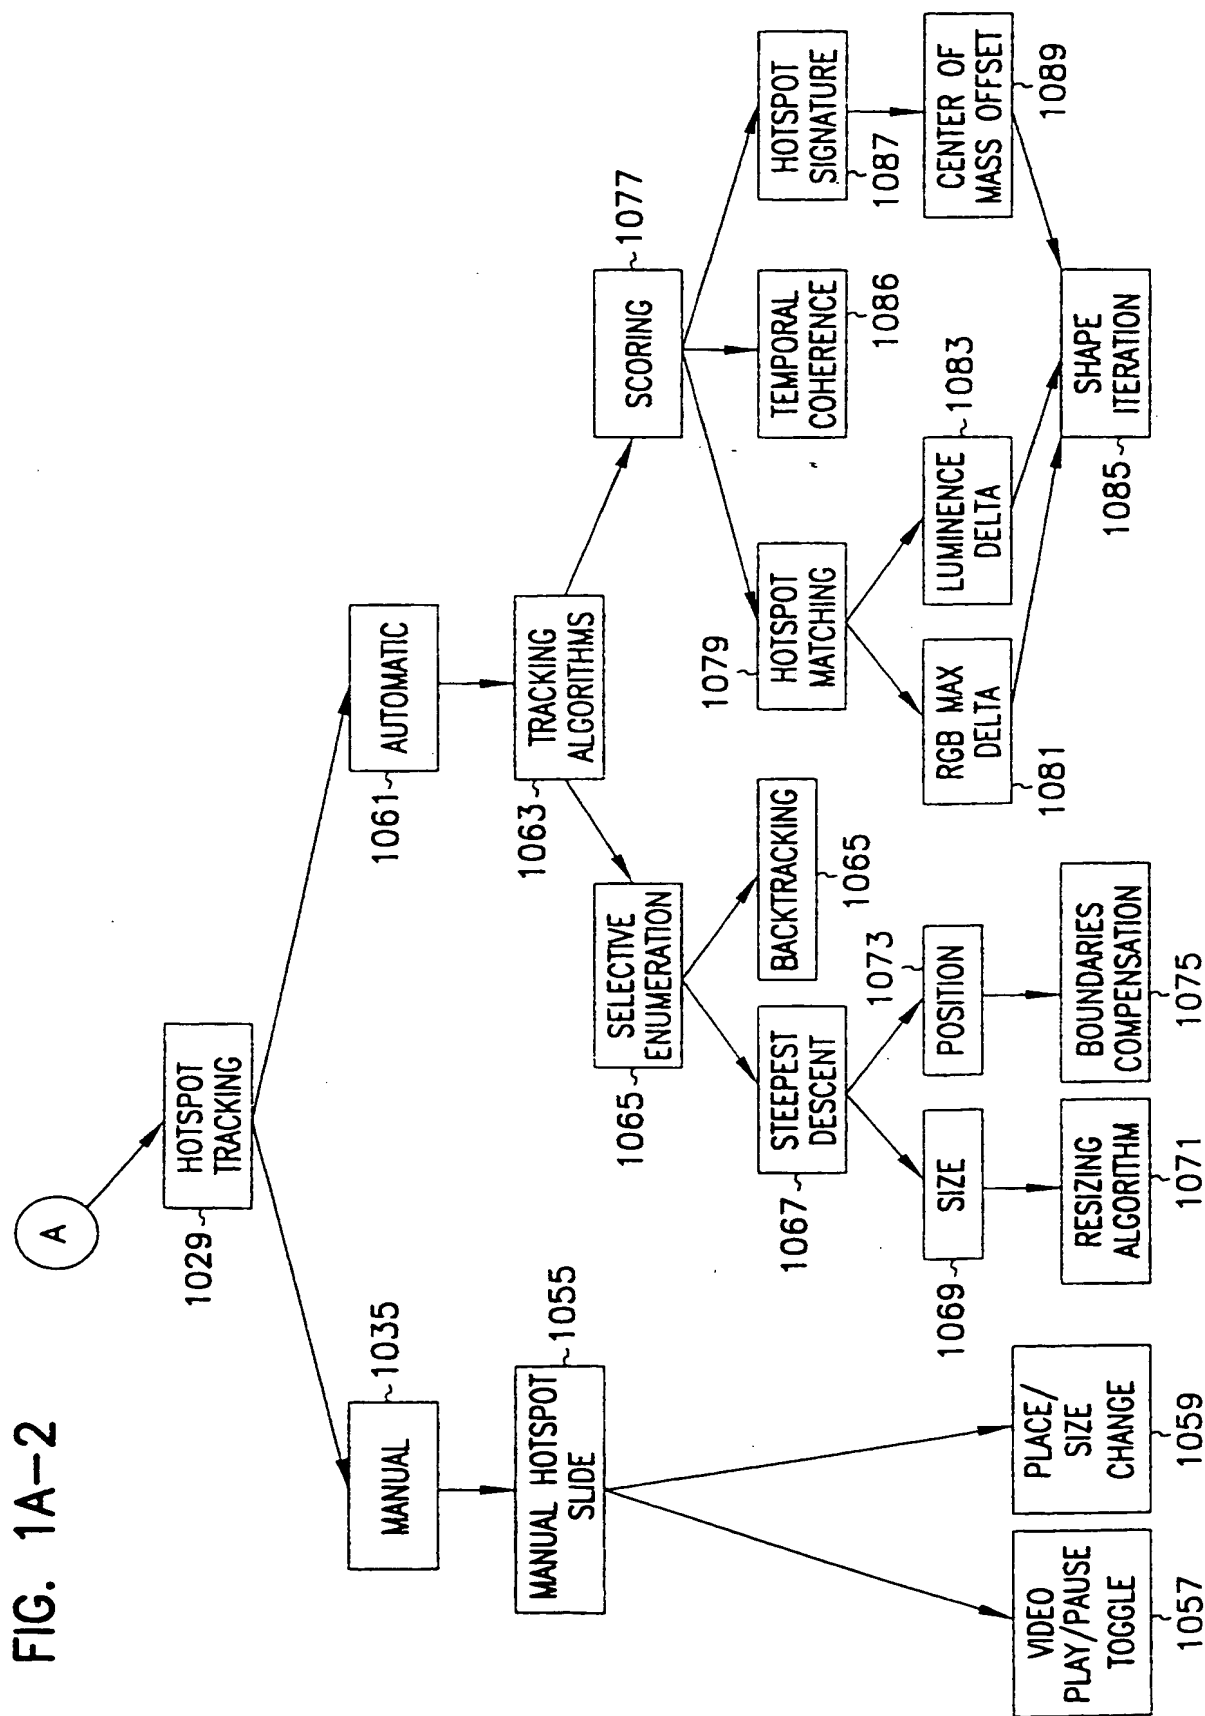 FIG. 1A-2
A
HOTSPOT
TRACKING
1029
MANUAL
1035
AUTOMATIC
1061
MANUAL HOTSPOT
SLIDE
1055
TRACKING
ALGORITHMS
1063
SELECTIVE
ENUMERATION
1065
SCORING
1077
STEEPEST
DESCENT
1067
BACKTRACKING
1065
HOTSPOT
MATCHING
1079
TEMPORAL
COHERENCE
1086
HOTSPOT
SIGNATURE
1087
SIZE
1069
POSITION
1073
RGB MAX
DELTA
1081
LUMINENCE
DELTA
1083
CENTER OF
MASS OFFSET
1089
VIDEO
PLAY/PAUSE
TOGGLE
1057
PLACE/
SIZE
CHANGE
1059
RESIZING
ALGORITHM
1071
BOUNDARIES
COMPENSATION
1075
SHAPE
ITERATION
1085